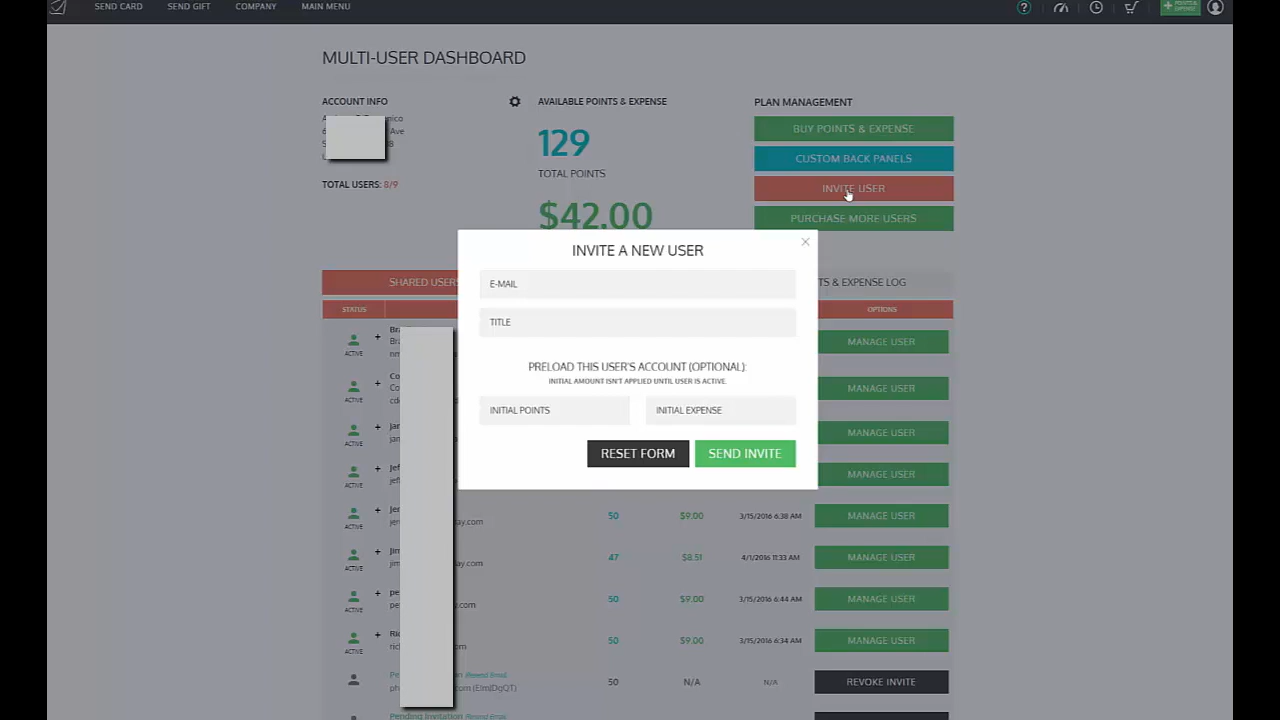 SEND CARD
SEND GIFT
COMPANY
MAIN MENU
?
MULTI-USER DASHBOARD
ACCOUNT INFO
Ave
TOTAL USERS: 8/9
AVAILABLE POINTS & EXPENSE
129
TOTAL POINTS
$42.00
PLAN MANAGEMENT
BUY POINTS & EXPENSE
CUSTOM BACK PANELS
INVITE USER
PURCHASE MORE USERS
INVITE A NEW USER
E-MAIL
TITLE
PRELOAD THIS USER'S ACCOUNT (OPTIONAL):
INITIAL AMOUNT ISN'T APPLIED UNTIL USER IS ACTIVE.
INITIAL POINTS
INITIAL EXPENSE
RESET FORM
SEND INVITE
SHARED USERS
TS & EXPENSE LOG
STATUS
OPTIONS
ACTIVE
MANAGE USER
ACTIVE
MANAGE USER
ACTIVE
MANAGE USER
ACTIVE
MANAGE USER
ACTIVE
ay.com
50
$9.00
3/15/2016 6:38 AM
MANAGE USER
ACTIVE
ay.com
47
$8.51
4/1/2016 11:33 AM
MANAGE USER
ACTIVE
ay.com
50
$9.00
3/15/2016 6:44 AM
MANAGE USER
ACTIVE
om
50
$9.00
3/15/2016 6:34 AM
MANAGE USER
(Resend Email)
50
N/A
N/A
REVOKE INVITE
Pending Invitation (Resend Email)